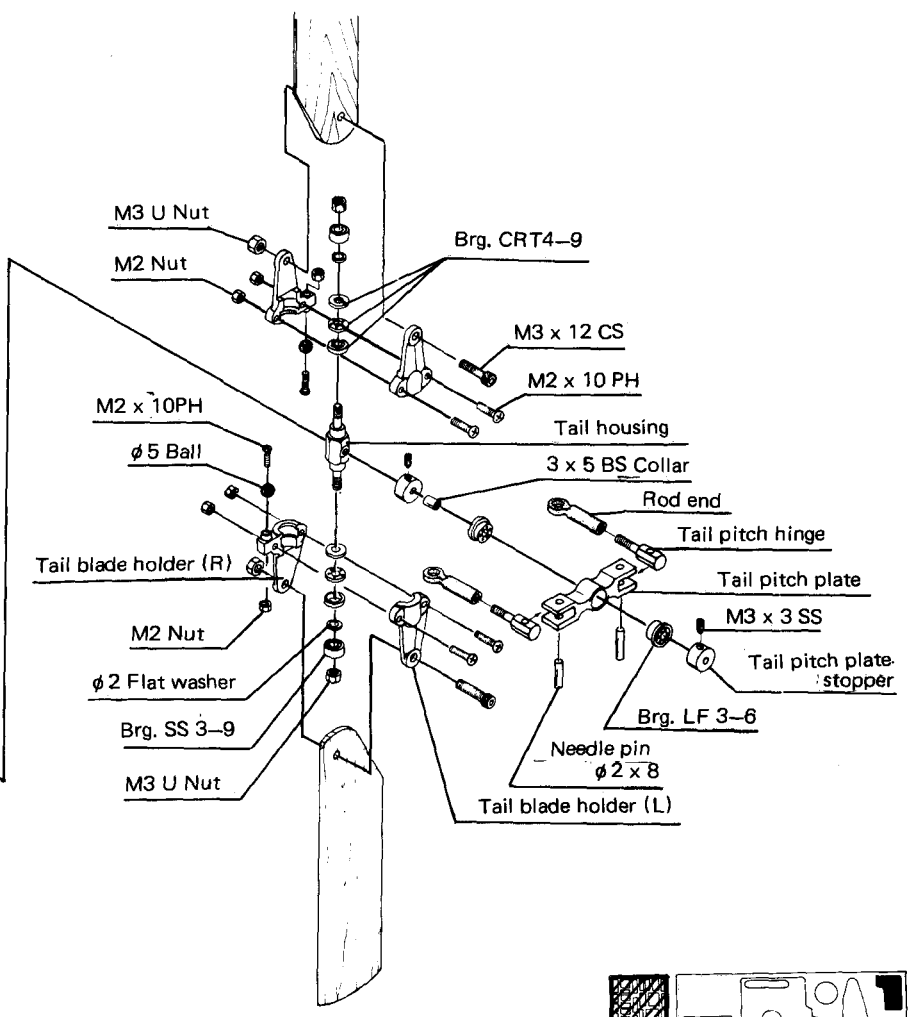 M3 U Nut
Brg. CRT4–9
M2 Nut
M3 x 12 CS
M2 x 10 PH
M2 x 10PH
Tail housing
φ5 Ball
3 x 5 BS Collar
Rod end
Tail pitch hinge
Tail blade holder (R)
Tail pitch plate
M3 x 3 SS
M2 Nut
Tail pitch plate
stopper
φ2 Flat washer
Brg. LF 3–6
Brg. SS 3–9
Needle pin
φ2 x 8
M3 U Nut
Tail blade holder (L)